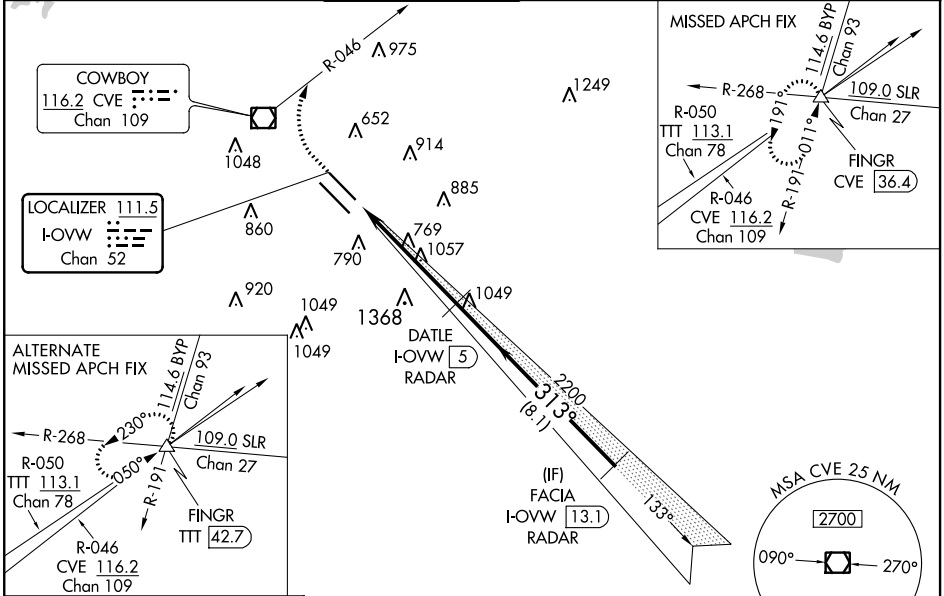 COWBOY
116.2 CVE
Chan 109
R-046
975
1249
652
1048
914
885
860
769
790
1057
920
1049
1049
1049
1368
LOCALIZER 111.5
I-OVW
Chan 52
DATLE
I-OVW 5
RADAR
2200
313°
(8.1)
(IF)
FACIA
I-OVW 13.1
RADAR
133°
MISSED APCH FIX
114.6 BYP
Chan 93
R-268
109.0 SLR
Chan 27
191°
011°
R-191
R-050
TTT 113.1
Chan 78
R-046
CVE 116.2
Chan 109
FINGR
CVE 36.4
ALTERNATE
MISSED APCH FIX
114.6 BYP
Chan 93
R-268
230°
109.0 SLR
Chan 27
050°
R-191
R-050
TTT 113.1
Chan 78
R-046
CVE 116.2
Chan 109
FINGR
TTT 42.7
MSA CVE 25 NM
2700
090°
270°